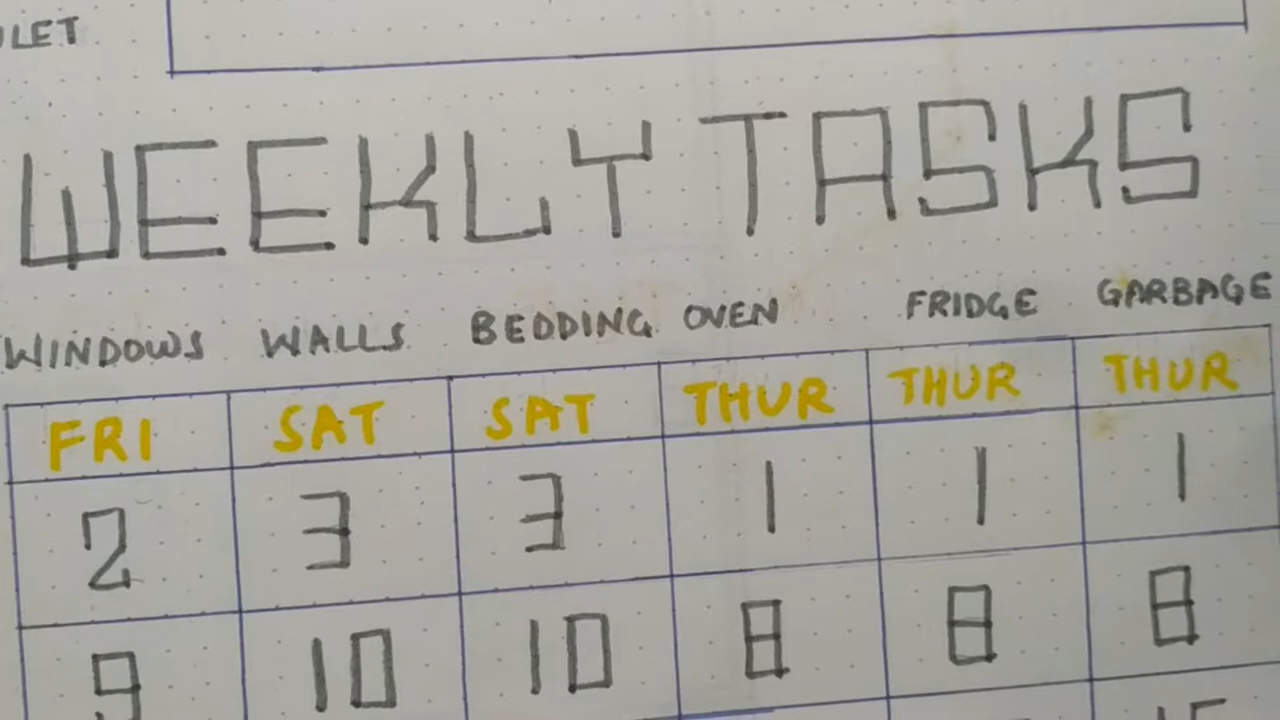 WEEKLY TASKS
WINDOWS WALLS BEDDING OVEN FRIDGE GARBAGE
FRI SAT SAT THUR THUR THUR
2 3 3 1 1 1
9 10 10 8 8 8